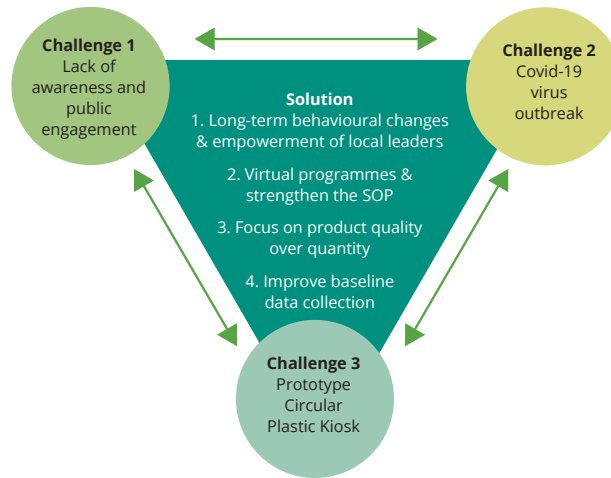 Challenge 1
Lack of
awareness and
public
engagement
Challenge 2
Covid-19
virus
outbreak
Solution
1. Long-term behavioural changes
& empowerment of local leaders
2. Virtual programmes &
strengthen the SOP
3. Focus on product quality
over quantity
4. Improve baseline
data collection
Challenge 3
Prototype
Circular
Plastic Kiosk